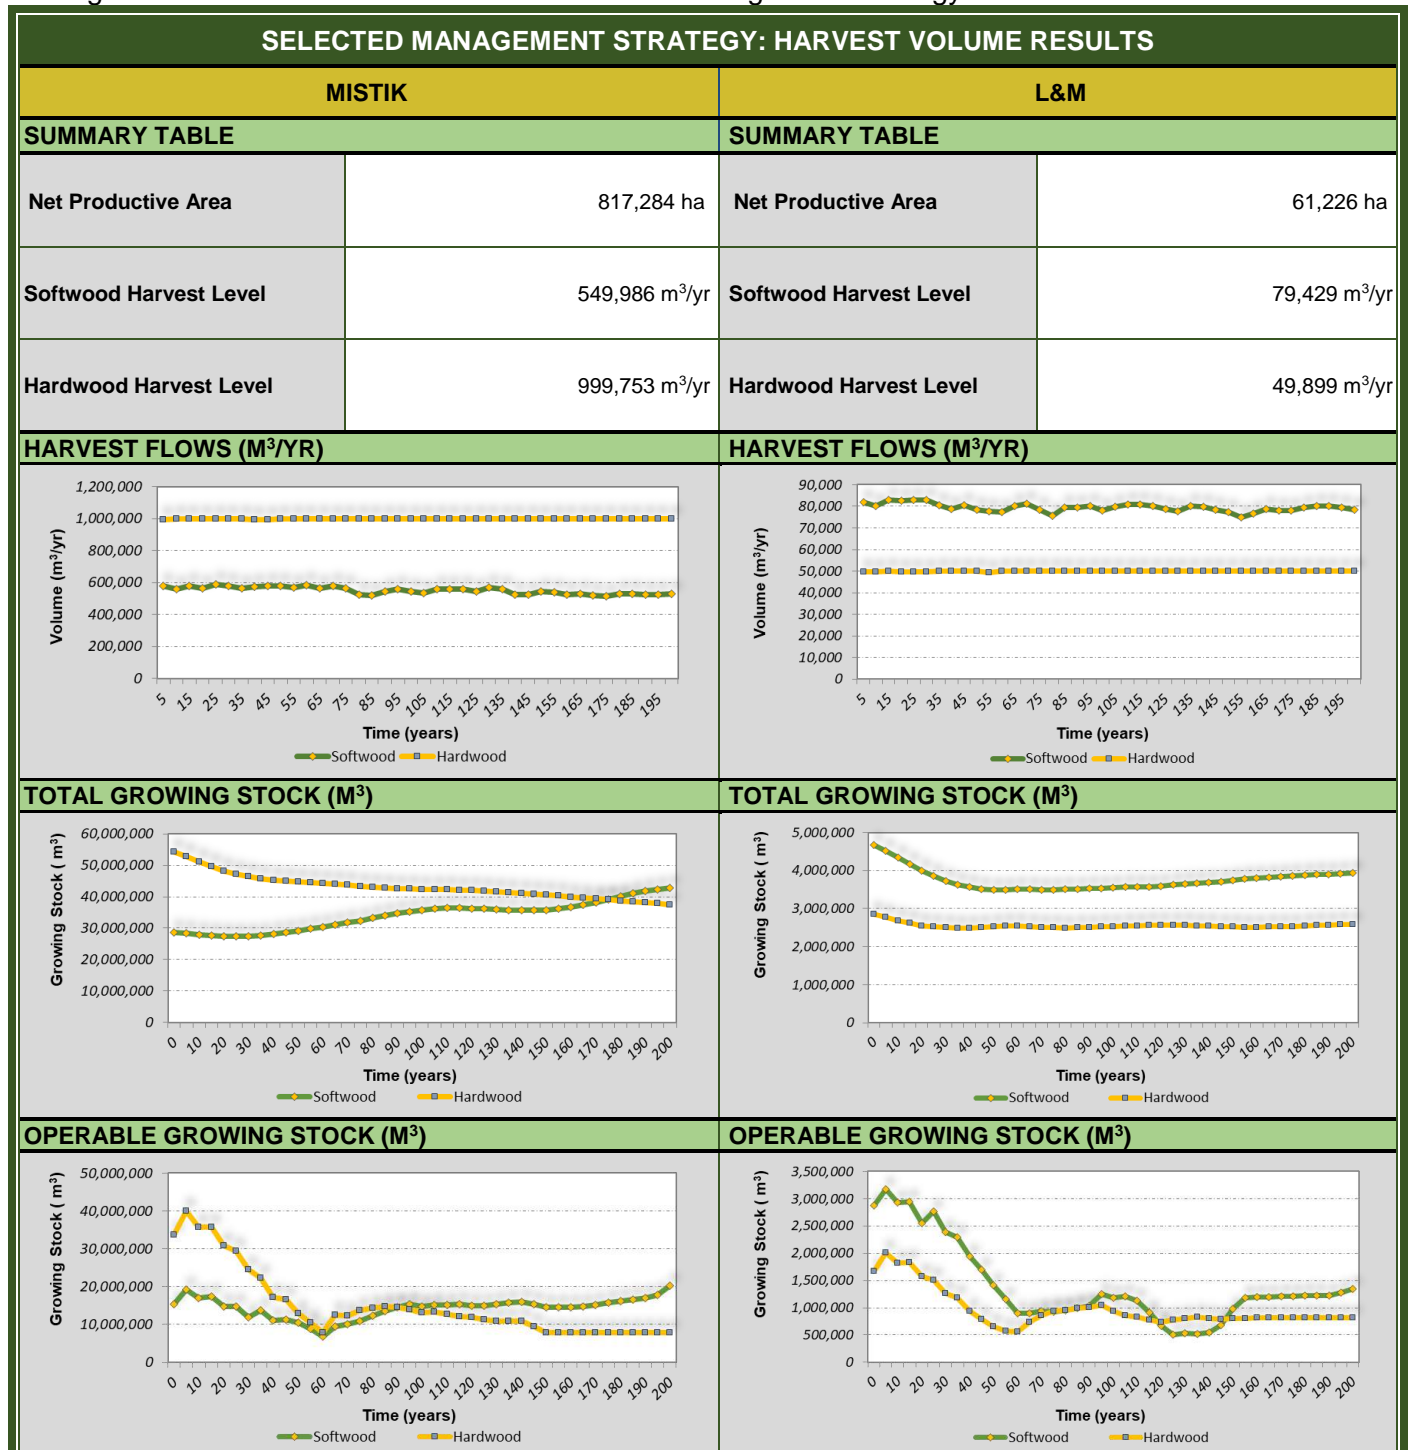 SELECTED MANAGEMENT STRATEGY: HARVEST VOLUME RESULTS
MISTIK
L&M
SUMMARY TABLE
SUMMARY TABLE
Net Productive Area 817,284 ha
Net Productive Area 61,226 ha
Softwood Harvest Level 549,986 m³/yr
Softwood Harvest Level 79,429 m³/yr
Hardwood Harvest Level 999,753 m³/yr
Hardwood Harvest Level 49,899 m³/yr
HARVEST FLOWS (M³/YR)
HARVEST FLOWS (M³/YR)
Volume (m³/yr)
1,200,000
1,000,000
800,000
600,000
400,000
200,000
0
5 15 25 35 45 55 65 75 85 95 105 115 125 135 145 155 165 175 185 195
Time (years)
Softwood Hardwood
Volume (m³/yr)
90,000
80,000
70,000
60,000
50,000
40,000
30,000
20,000
10,000
0
5 15 25 35 45 55 65 75 85 95 105 115 125 135 145 155 165 175 185 195
Time (years)
Softwood Hardwood
TOTAL GROWING STOCK (M³)
TOTAL GROWING STOCK (M³)
Growing Stock ( m³)
60,000,000
50,000,000
40,000,000
30,000,000
20,000,000
10,000,000
0
0 10 20 30 40 50 60 70 80 90 100 110 120 130 140 150 160 170 180 190 200
Time (years)
Softwood Hardwood
Growing Stock ( m³)
5,000,000
4,000,000
3,000,000
2,000,000
1,000,000
0
0 10 20 30 40 50 60 70 80 90 100 110 120 130 140 150 160 170 180 190 200
Time (years)
Softwood Hardwood
OPERABLE GROWING STOCK (M³)
OPERABLE GROWING STOCK (M³)
Growing Stock ( m³)
50,000,000
40,000,000
30,000,000
20,000,000
10,000,000
0
0 10 20 30 40 50 60 70 80 90 100 110 120 130 140 150 160 170 180 190 200
Time (years)
Softwood Hardwood
Growing Stock ( m³)
3,500,000
3,000,000
2,500,000
2,000,000
1,500,000
1,000,000
500,000
0
0 10 20 30 40 50 60 70 80 90 100 110 120 130 140 150 160 170 180 190 200
Time (years)
Softwood Hardwood